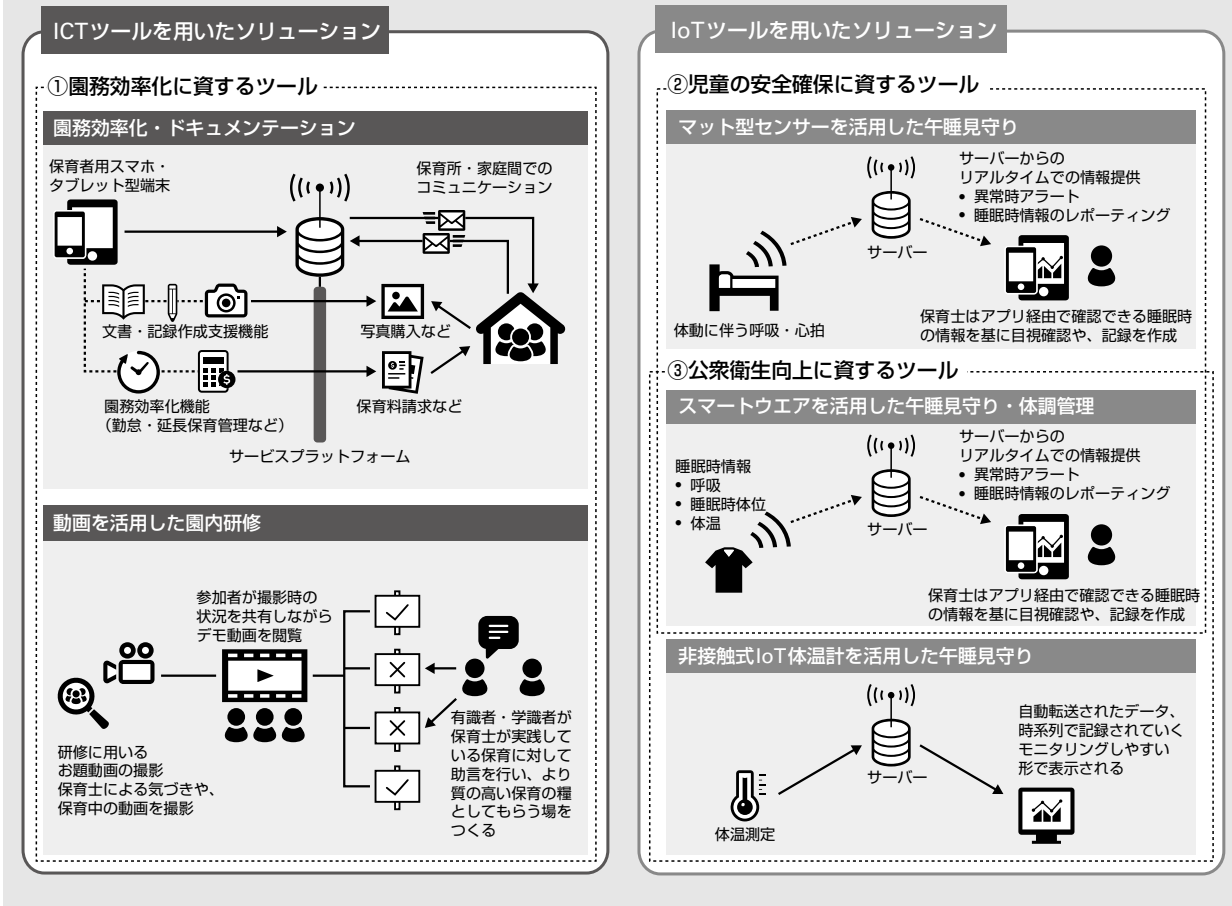 ICTツールを用いたソリューション
①園務効率化に資するツール
園務効率化・ドキュメンテーション
保育者用スマホ・
タブレット型端末
保育所・家庭間での
コミュニケーション
文書・記録作成支援機能
写真購入など
園務効率化機能
（勤怠・延長保育管理など）
保育料請求など
サービスプラットフォーム
動画を活用した園内研修
参加者が撮影時の
状況を共有しながら
デモ動画を閲覧
研修に用いる
お題動画の撮影
保育士による気づきや、
保育中の動画を撮影
有識者・学識者が
保育士が実践して
いる保育に対して
助言を行い、より
質の高い保育の糧
としてもらう場を
つくる
IoTツールを用いたソリューション
②児童の安全確保に資するツール
マット型センサーを活用した午睡見守り
サーバーからの
リアルタイムでの情報提供
• 異常時アラート
• 睡眠時情報のレポーティング
サーバー
体動に伴う呼吸・心拍
保育士はアプリ経由で確認できる睡眠時
の情報を基に目視確認や、記録を作成
③公衆衛生向上に資するツール
スマートウエアを活用した午睡見守り・体調管理
睡眠時情報
• 呼吸
• 睡眠時体位
• 体温
サーバーからの
リアルタイムでの情報提供
• 異常時アラート
• 睡眠時情報のレポーティング
サーバー
保育士はアプリ経由で確認できる睡眠時
の情報を基に目視確認や、記録を作成
非接触式IoT体温計を活用した午睡見守り
サーバー
体温測定
自動転送されたデータ、
時系列で記録されていく
モニタリングしやすい
形で表示される